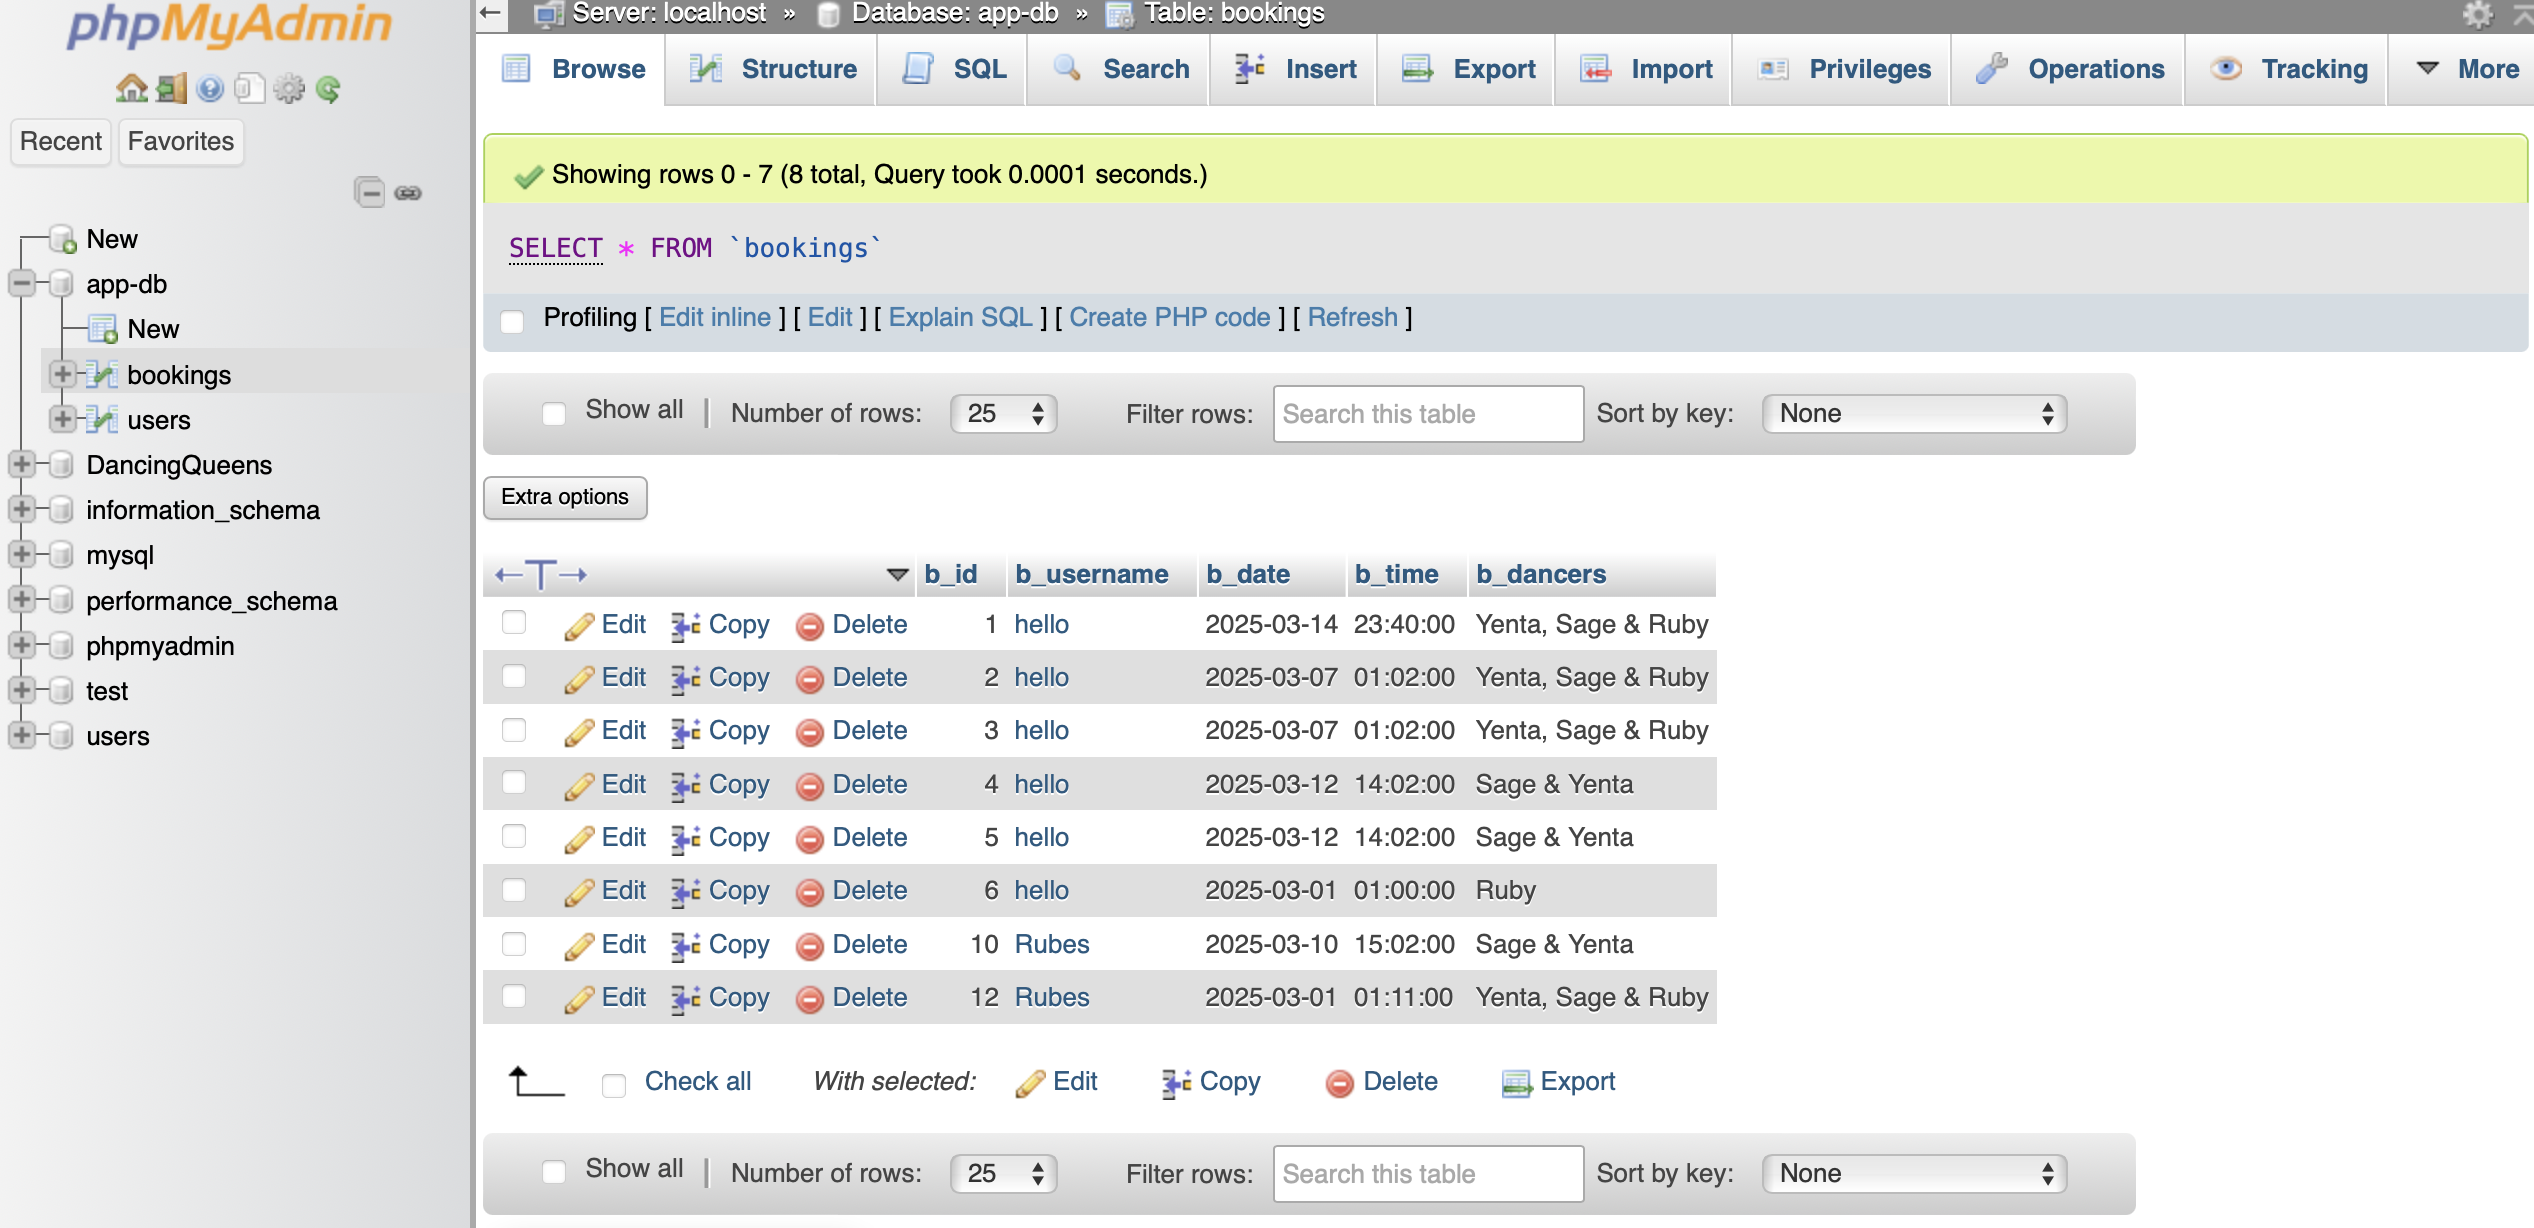 phpMyAdmin
Recent Favorites
New
app-db
New
bookings
users
DancingQueens
information_schema
mysql
performance_schema
phpmyadmin
test
users
Server: localhost » Database: app-db » Table: bookings
Browse Structure SQL Search Insert Export Import Privileges Operations Tracking More
Showing rows 0 - 7 (8 total, Query took 0.0001 seconds.)
SELECT * FROM `bookings`
Profiling [ Edit inline ] [ Edit ] [ Explain SQL ] [ Create PHP code ] [ Refresh ]
Show all | Number of rows: 25 Filter rows: Search this table Sort by key: None
Extra options
←T→ b_id b_username b_date b_time b_dancers
Edit Copy Delete 1 hello 2025-03-14 23:40:00 Yenta, Sage & Ruby
Edit Copy Delete 2 hello 2025-03-07 01:02:00 Yenta, Sage & Ruby
Edit Copy Delete 3 hello 2025-03-07 01:02:00 Yenta, Sage & Ruby
Edit Copy Delete 4 hello 2025-03-12 14:02:00 Sage & Yenta
Edit Copy Delete 5 hello 2025-03-12 14:02:00 Sage & Yenta
Edit Copy Delete 6 hello 2025-03-01 01:00:00 Ruby
Edit Copy Delete 10 Rubes 2025-03-10 15:02:00 Sage & Yenta
Edit Copy Delete 12 Rubes 2025-03-01 01:11:00 Yenta, Sage & Ruby
Check all With selected: Edit Copy Delete Export
Show all | Number of rows: 25 Filter rows: Search this table Sort by key: None